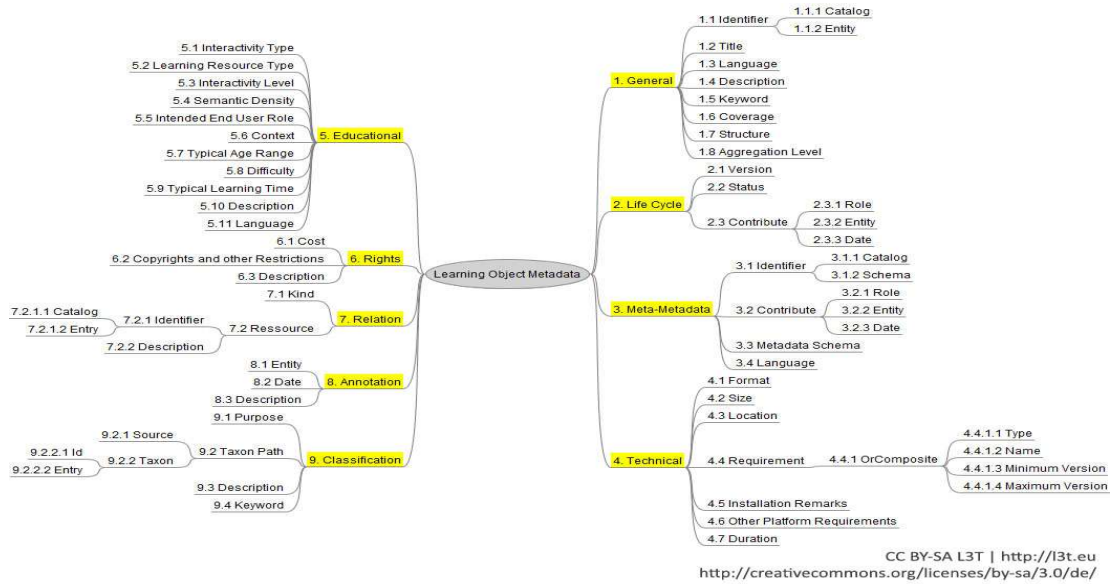 Learning Object Metadata
1. General
1.1 Identifier
1.1.1 Catalog
1.1.2 Entity
1.2 Title
1.3 Language
1.4 Description
1.5 Keyword
1.6 Coverage
1.7 Structure
1.8 Aggregation Level
2. Life Cycle
2.1 Version
2.2 Status
2.3 Contribute
2.3.1 Role
2.3.2 Entity
2.3.3 Date
3. Meta-Metadata
3.1 Identifier
3.1.1 Catalog
3.1.2 Schema
3.2 Contribute
3.2.1 Role
3.2.2 Entity
3.2.3 Date
3.3 Metadata Schema
3.4 Language
4. Technical
4.1 Format
4.2 Size
4.3 Location
4.4 Requirement
4.4.1 OrComposite
4.4.1.1 Type
4.4.1.2 Name
4.4.1.3 Minimum Version
4.4.1.4 Maximum Version
4.5 Installation Remarks
4.6 Other Platform Requirements
4.7 Duration
5. Educational
5.1 Interactivity Type
5.2 Learning Resource Type
5.3 Interactivity Level
5.4 Semantic Density
5.5 Intended End User Role
5.6 Context
5.7 Typical Age Range
5.8 Difficulty
5.9 Typical Learning Time
5.10 Description
5.11 Language
6. Rights
6.1 Cost
6.2 Copyrights and other Restrictions
6.3 Description
7. Relation
7.1 Kind
7.2 Ressource
7.2.1 Identifier
7.2.1.1 Catalog
7.2.1.2 Entry
7.2.2 Description
8. Annotation
8.1 Entity
8.2 Date
8.3 Description
9. Classification
9.1 Purpose
9.2 Taxon Path
9.2.1 Source
9.2.2 Taxon
9.2.2.1 Id
9.2.2.2 Entry
9.3 Description
9.4 Keyword
CC BY-SA L3T | http://l3t.eu
http://creativecommons.org/licenses/by-sa/3.0/de/